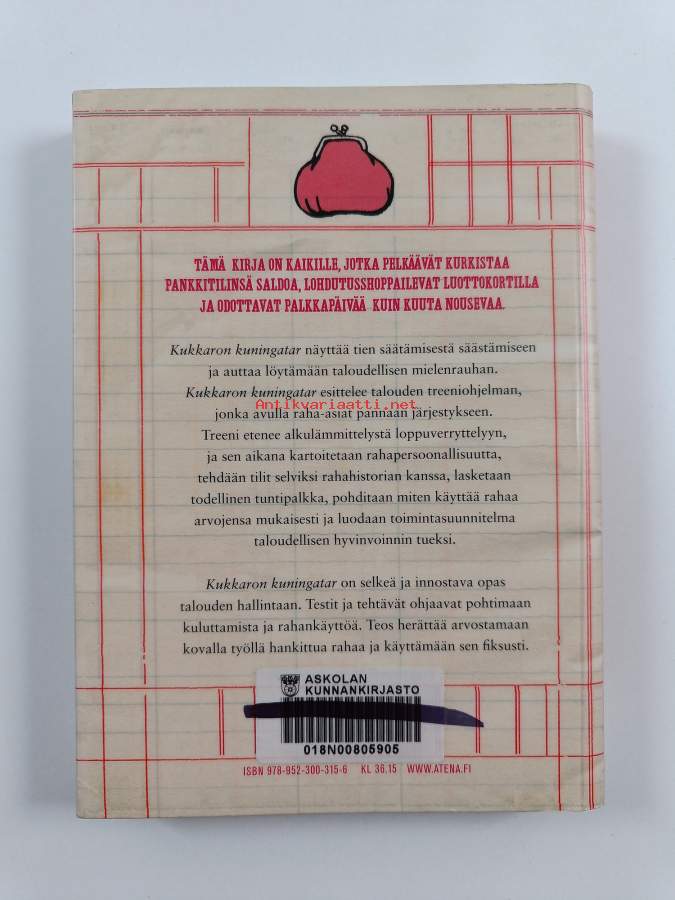 TÄMÄ KIRJA ON KAIKILLE, JOTKA PELKÄÄVÄT KURKISTAA
PANKKITILINSÄ SALDOA, LOHDUTUSSHOPPAILEVAT LUOTTOKORTILLA
JA ODOTTAVAT PALKKAPÄIVÄÄ KUIN KUUTA NOUSEVAA.
Kukkaron kuningatar näyttää tien säätämisestä säästämiseen
ja auttaa löytämään taloudellisen mielenrauhan.
Kukkaron kuningatar esittelee talouden treeniohjelman,
Antikvariaatti.net
jonka avulla raha-asiat pannaan järjestykseen.
Treeni etenee alkulämmittelystä loppuverryttelyyn,
ja sen aikana kartoitetaan rahapersoonallisuutta,
tehdään tilit selviksi rahahistorian kanssa, lasketaan
todellinen tuntipalkka, pohditaan miten käyttää rahaa
arvojensa mukaisesti ja luodaan toimintasuunnitelma
taloudellisen hyvinvoinnin tueksi.
Kukkaron kuningatar on selkeä ja innostava opas
talouden hallintaan. Testit ja tehtävät ohjaavat pohtimaan
kuluttamista ja rahankäyttöä. Teos herättää arvostamaan
kovalla työllä hankittua rahaa ja käyttämään sen fiksusti.
ASKOLAN
KUNNANKIRJASTO
018N00805905
ISBN 978-952-300-315-6 KL 36.15 WWW.ATENA.FI